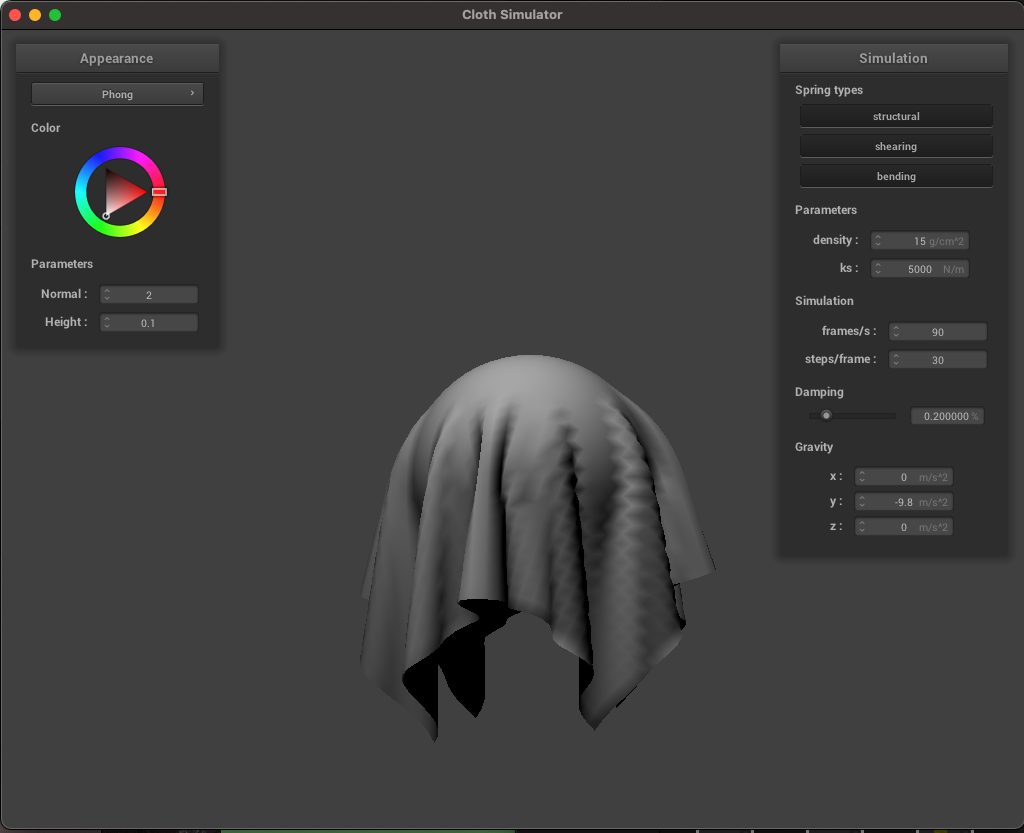 Cloth Simulator
Appearance
Phong
Color
Parameters
Normal : 2
Height : 0.1
Simulation
Spring types
structural
shearing
bending
Parameters
density : 15 g/cm^2
ks : 5000 N/m
Simulation
frames/s : 90
steps/frame : 30
Damping
0.200000 %
Gravity
x : 0 m/s^2
y : -9.8 m/s^2
z : 0 m/s^2